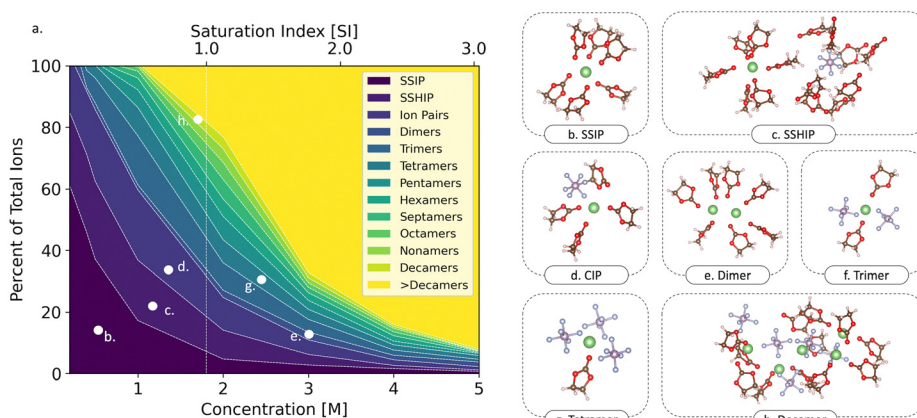 a.
Saturation Index [SI]
1.0 2.0 3.0
Percent of Total Ions
100
80
60
40
20
0
1 2 3 4 5
Concentration [M]
SSIP
SSHIP
Ion Pairs
Dimers
Trimers
Tetramers
Pentamers
Hexamers
Septamers
Octamers
Nonamers
Decamers
>Decamers
h.
d.
g.
c.
b.
e.
b. SSIP
c. SSHIP
d. CIP
e. Dimer
f. Trimer